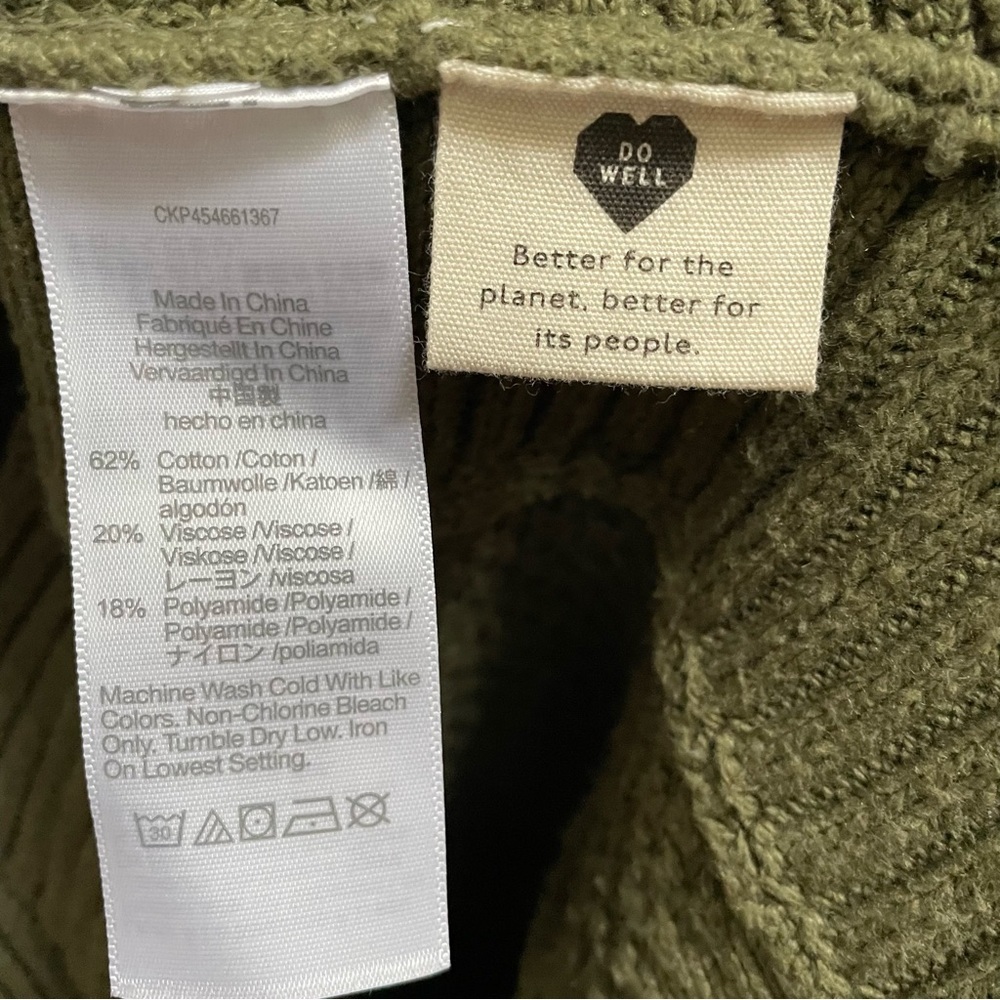 CKP454661367
Made In China
Fabriqué En Chine
Hergestellt In China
Vervaardigd In China
中国製
hecho en china
62% Cotton /Coton /
Baumwolle /Katoen /綿 /
algodón
20% Viscose /Viscose /
Viskose /Viscose /
レーヨン /viscosa
18% Polyamide /Polyamide /
Polyamide /Polyamide /
ナイロン /poliamida
Machine Wash Cold With Like
Colors. Non-Chlorine Bleach
Only. Tumble Dry Low. Iron
On Lowest Setting.
30
DO
WELL
Better for the
planet, better for
its people.